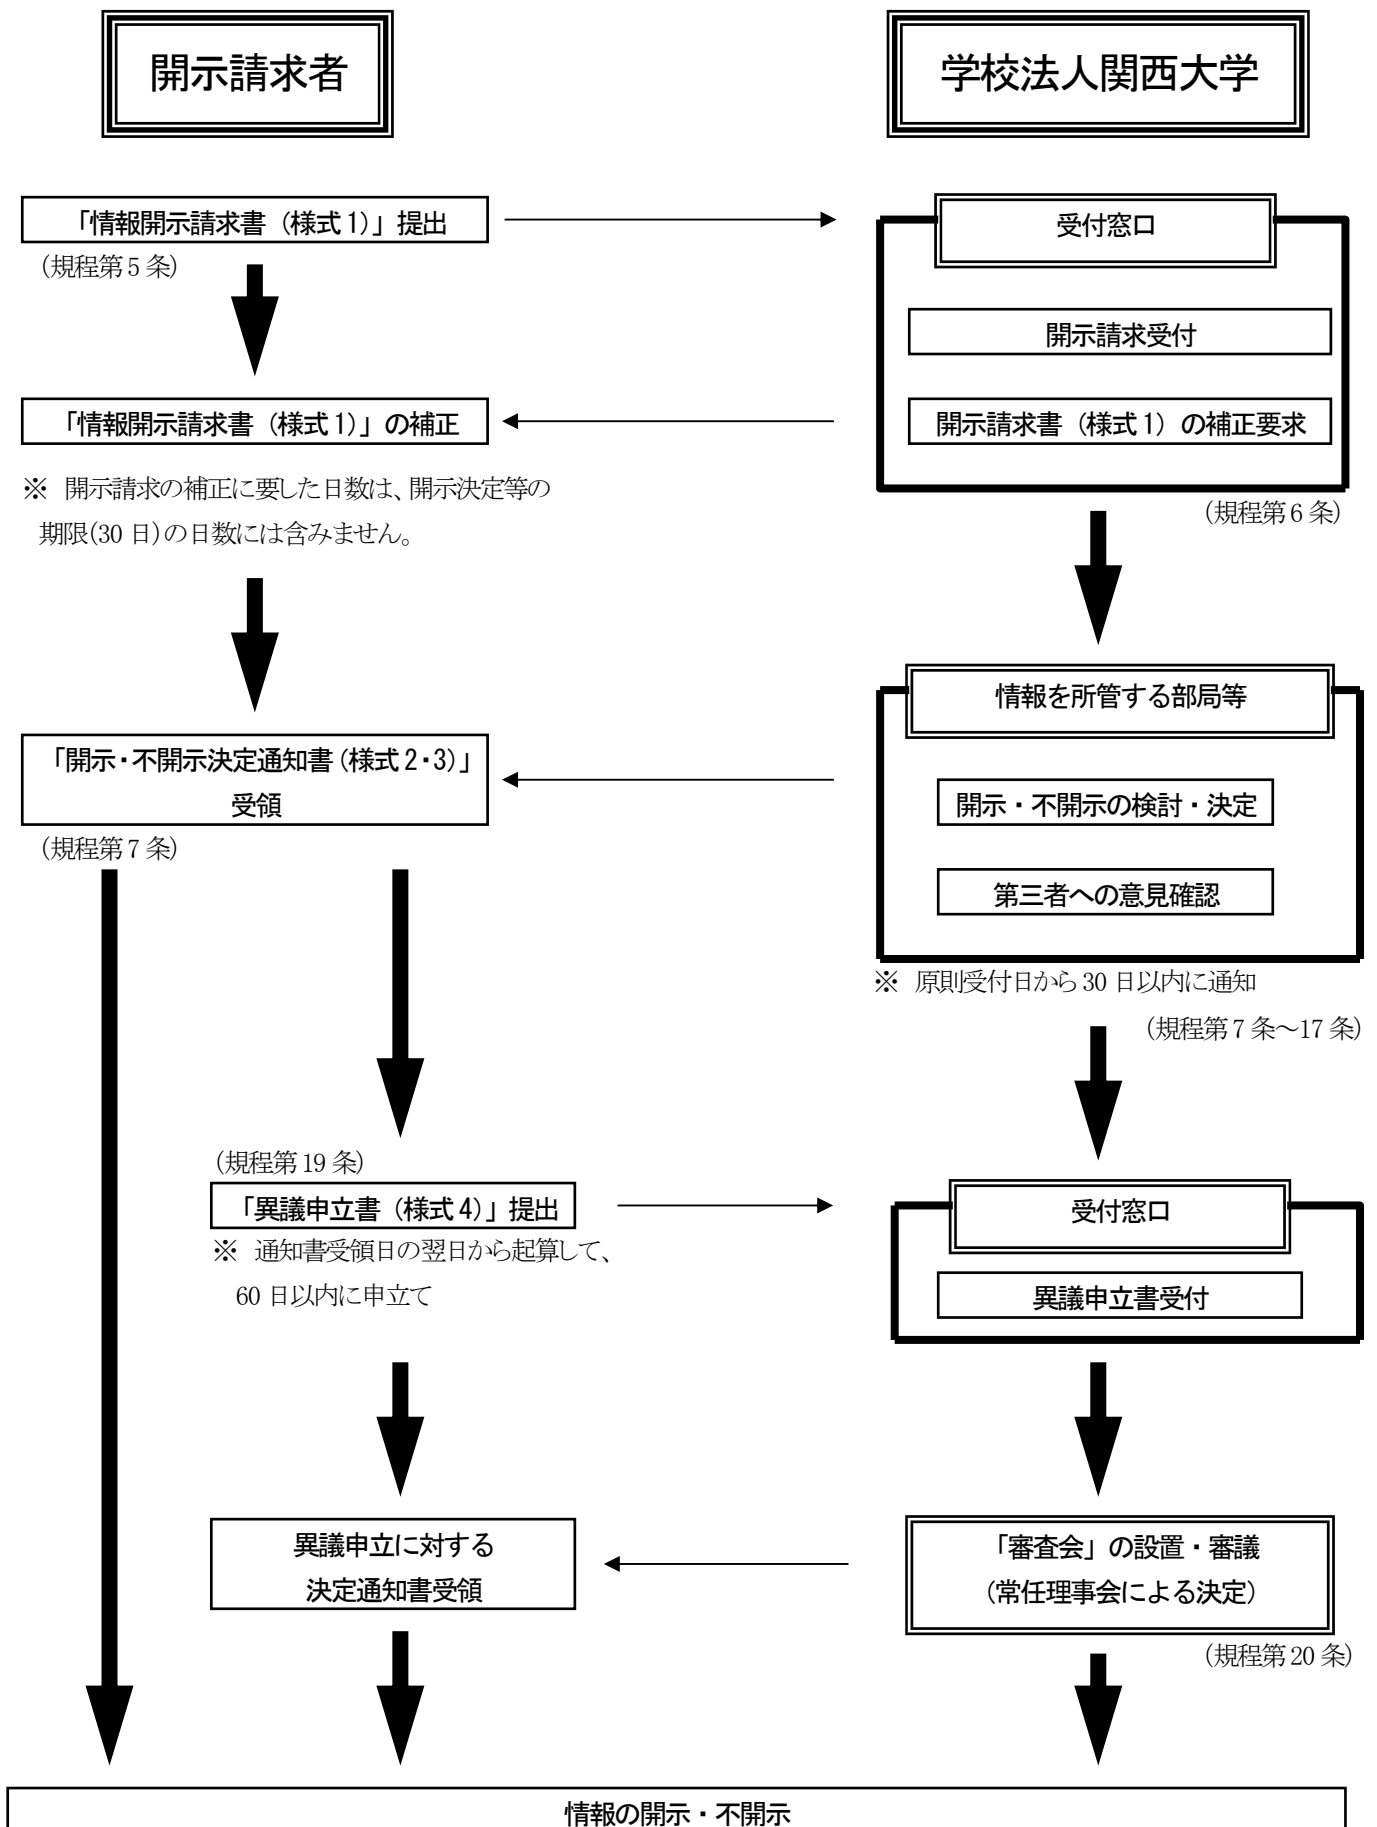 開示請求者
学校法人関西大学
「情報開示請求書（様式1）」提出
（規程第5条）
受付窓口
開示請求受付
「情報開示請求書（様式1）」の補正
開示請求書（様式1）の補正要求
※ 開示請求の補正に要した日数は、開示決定等の
期限(30日)の日数には含みません。
（規程第6条）
情報を所管する部局等
「開示・不開示決定通知書（様式2・3）」
受領
（規程第7条）
開示・不開示の検討・決定
第三者への意見確認
※ 原則受付日から30日以内に通知
（規程第7条～17条）
（規程第19条）
「異議申立書（様式4）」提出
※ 通知書受領日の翌日から起算して、
60日以内に申立て
受付窓口
異議申立書受付
異議申立に対する
決定通知書受領
「審査会」の設置・審議
（常任理事会による決定）
（規程第20条）
情報の開示・不開示